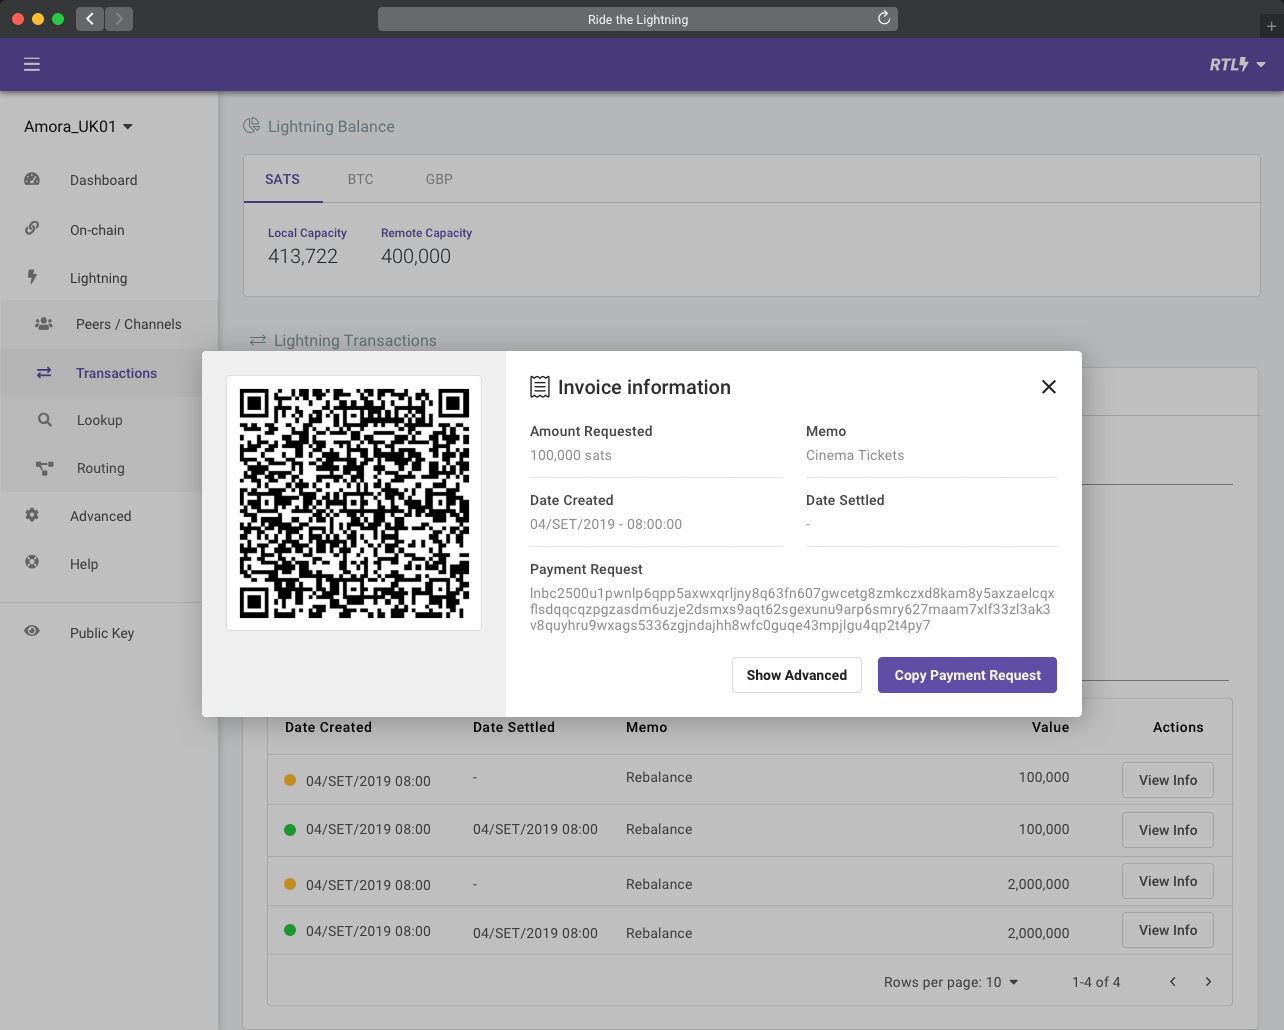 Ride the Lightning
RTL
Amora_UK01
Dashboard
On-chain
Lightning
Peers / Channels
Transactions
Lookup
Routing
Advanced
Help
Public Key
Lightning Balance
SATS BTC GBP
Local Capacity Remote Capacity
413,722 400,000
Lightning Transactions
Invoice information
Amount Requested Memo
100,000 sats Cinema Tickets
Date Created Date Settled
04/SET/2019 - 08:00:00 -
Payment Request
lnbc2500u1pwnlp6qpp5axwxqrljny8q63fn607gwcetg8zmkczxd8kam8y5axzaelcqx
flsdqqcqzpgzasdm6uzje2dsmxs9aqt62sgexunu9arp6smry627maam7xlf33zl3ak3
v8quyhru9wxags5336zgjndajhh8wfc0guqe43mpjlgu4qp2t4py7
Show Advanced Copy Payment Request
Date Created Date Settled Memo Value Actions
04/SET/2019 08:00 - Rebalance 100,000 View Info
04/SET/2019 08:00 04/SET/2019 08:00 Rebalance 100,000 View Info
04/SET/2019 08:00 - Rebalance 2,000,000 View Info
04/SET/2019 08:00 04/SET/2019 08:00 Rebalance 2,000,000 View Info
Rows per page: 10 1-4 of 4